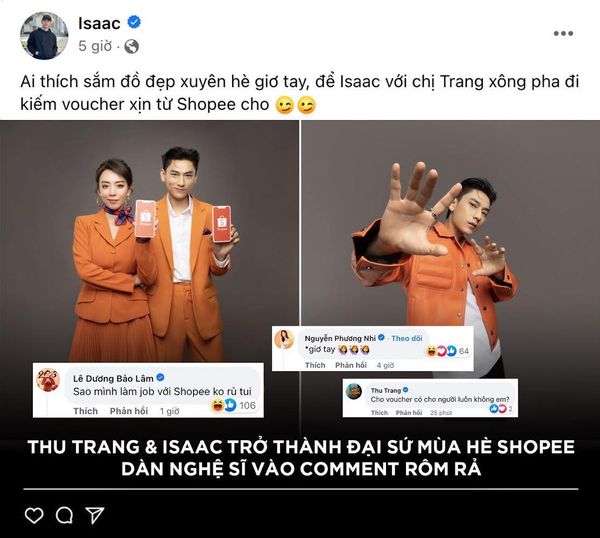 Isaac
5 giờ ·
Ai thích sắm đồ đẹp xuyên hè giơ tay, để Isaac với chị Trang xông pha đi
kiếm voucher xịn từ Shopee cho 😉😉
Shopee
Shopee
Nguyễn Phương Nhi · Theo dõi
*giơ tay 🙋‍♀️🙋‍♀️🙋‍♀️
Thích Phản hồi 4 giờ
64
Lê Dương Bảo Lâm
Sao mình làm job với Shopee ko rủ tui
Thích Phản hồi 1 giờ
106
Thu Trang
Cho voucher có cho người luôn không em?
Thích Phản hồi 25 phút
2
THU TRANG & ISAAC TRỞ THÀNH ĐẠI SỨ MÙA HÈ SHOPEE
DÀN NGHỆ SĨ VÀO COMMENT RÔM RẢ